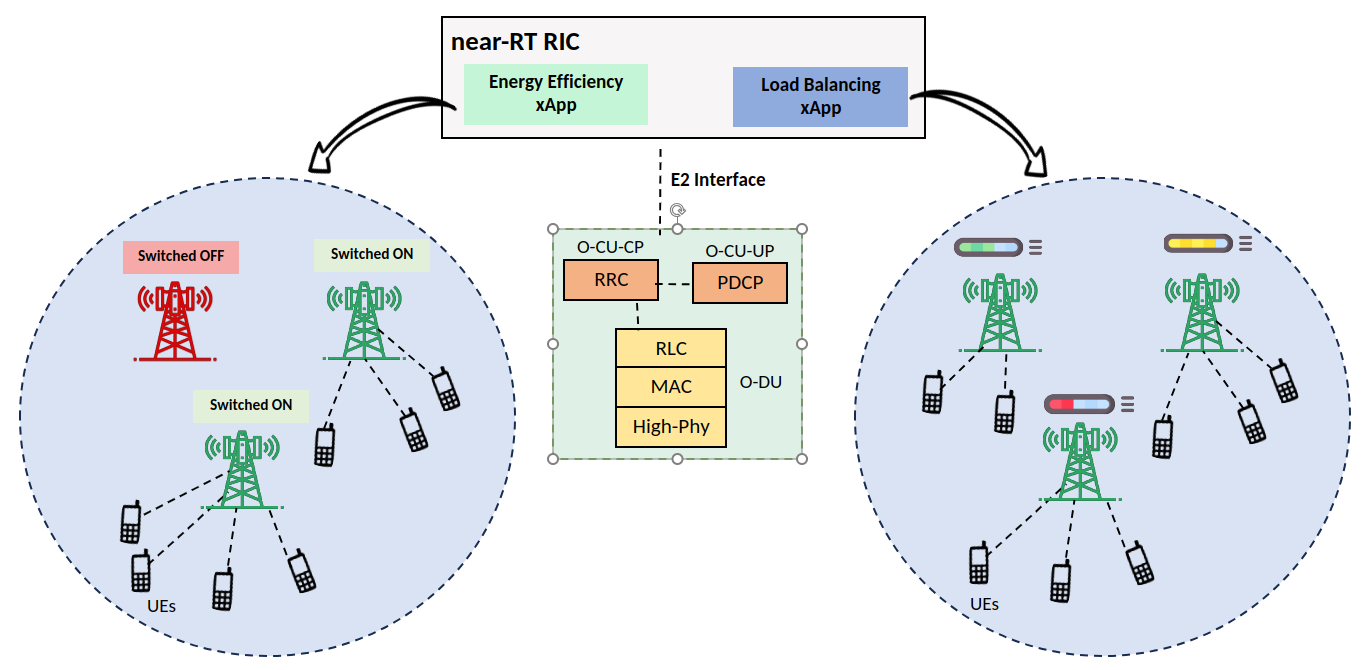 near-RT RIC
Energy Efficiency
xApp
Load Balancing
xApp
E2 Interface
Switched OFF
Switched ON
Switched ON
UEs
O-CU-CP
O-CU-UP
RRC
PDCP
RLC
MAC
O-DU
High-Phy
UEs